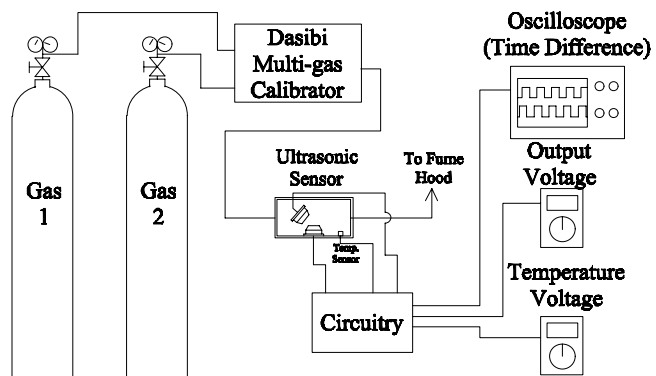 Oscilloscope
(Time Difference)
Dasibi
Multi-gas
Calibrator
Gas
1
Gas
2
Ultrasonic
Sensor
To Fume
Hood
Temp.
Sensor
Circuitry
Output
Voltage
Temperature
Voltage